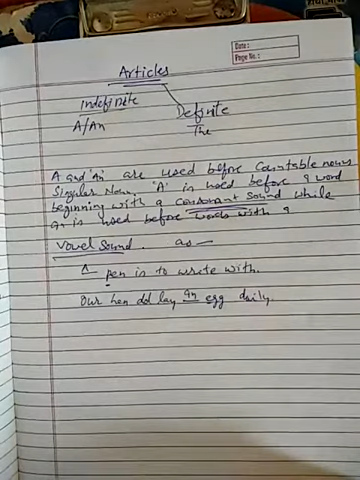 Date:
Page No.:
Articles
Indefinite
Definite
A/An
The
A and 'An' are used before Countable nouns
Singular Noun. 'A' is used before a word
beginning with a consonant sound while
an is used before words with a
Vowel Sound. as —
A pen is to write with.
Our hen dd lay an egg daily.